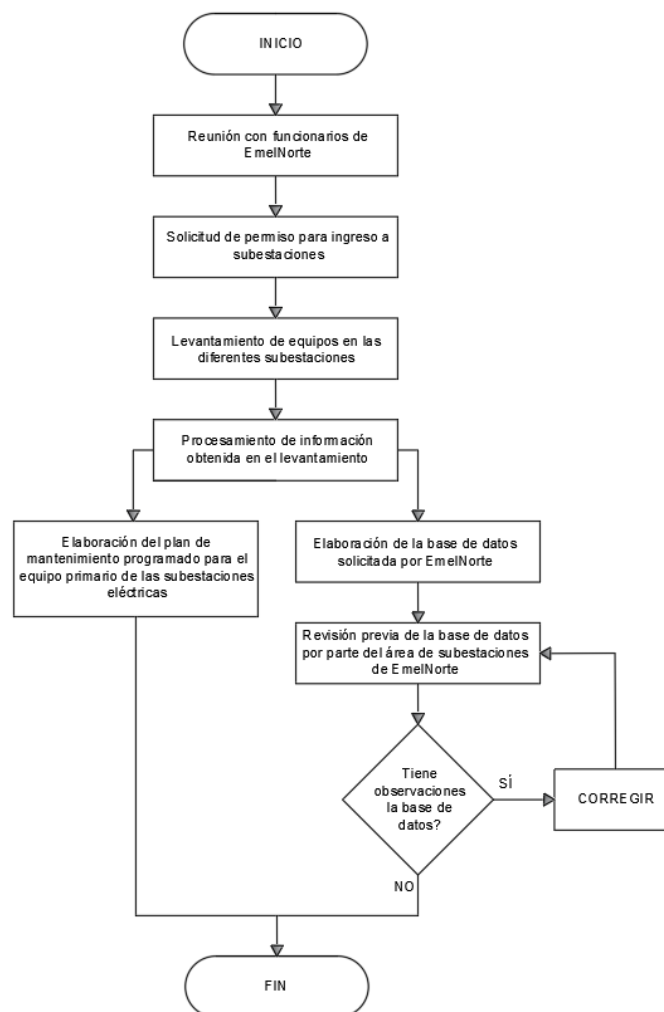 INICIO
Reunión con funcionarios de
EmelNorte
Solicitud de permiso para ingreso a
subestaciones
Levantamiento de equipos en las
diferentes subestaciones
Procesamiento de información
obtenida en el levantamiento
Elaboración del plan de
mantenimiento programado para el
equipo primario de las subestaciones
eléctricas
Elaboración de la base de datos
solicitada por EmelNorte
Revisión previa de la base de datos
por parte del área de subestaciones
de EmelNorte
Tiene
observaciones
la base de
datos?
SÍ
CORREGIR
NO
FIN